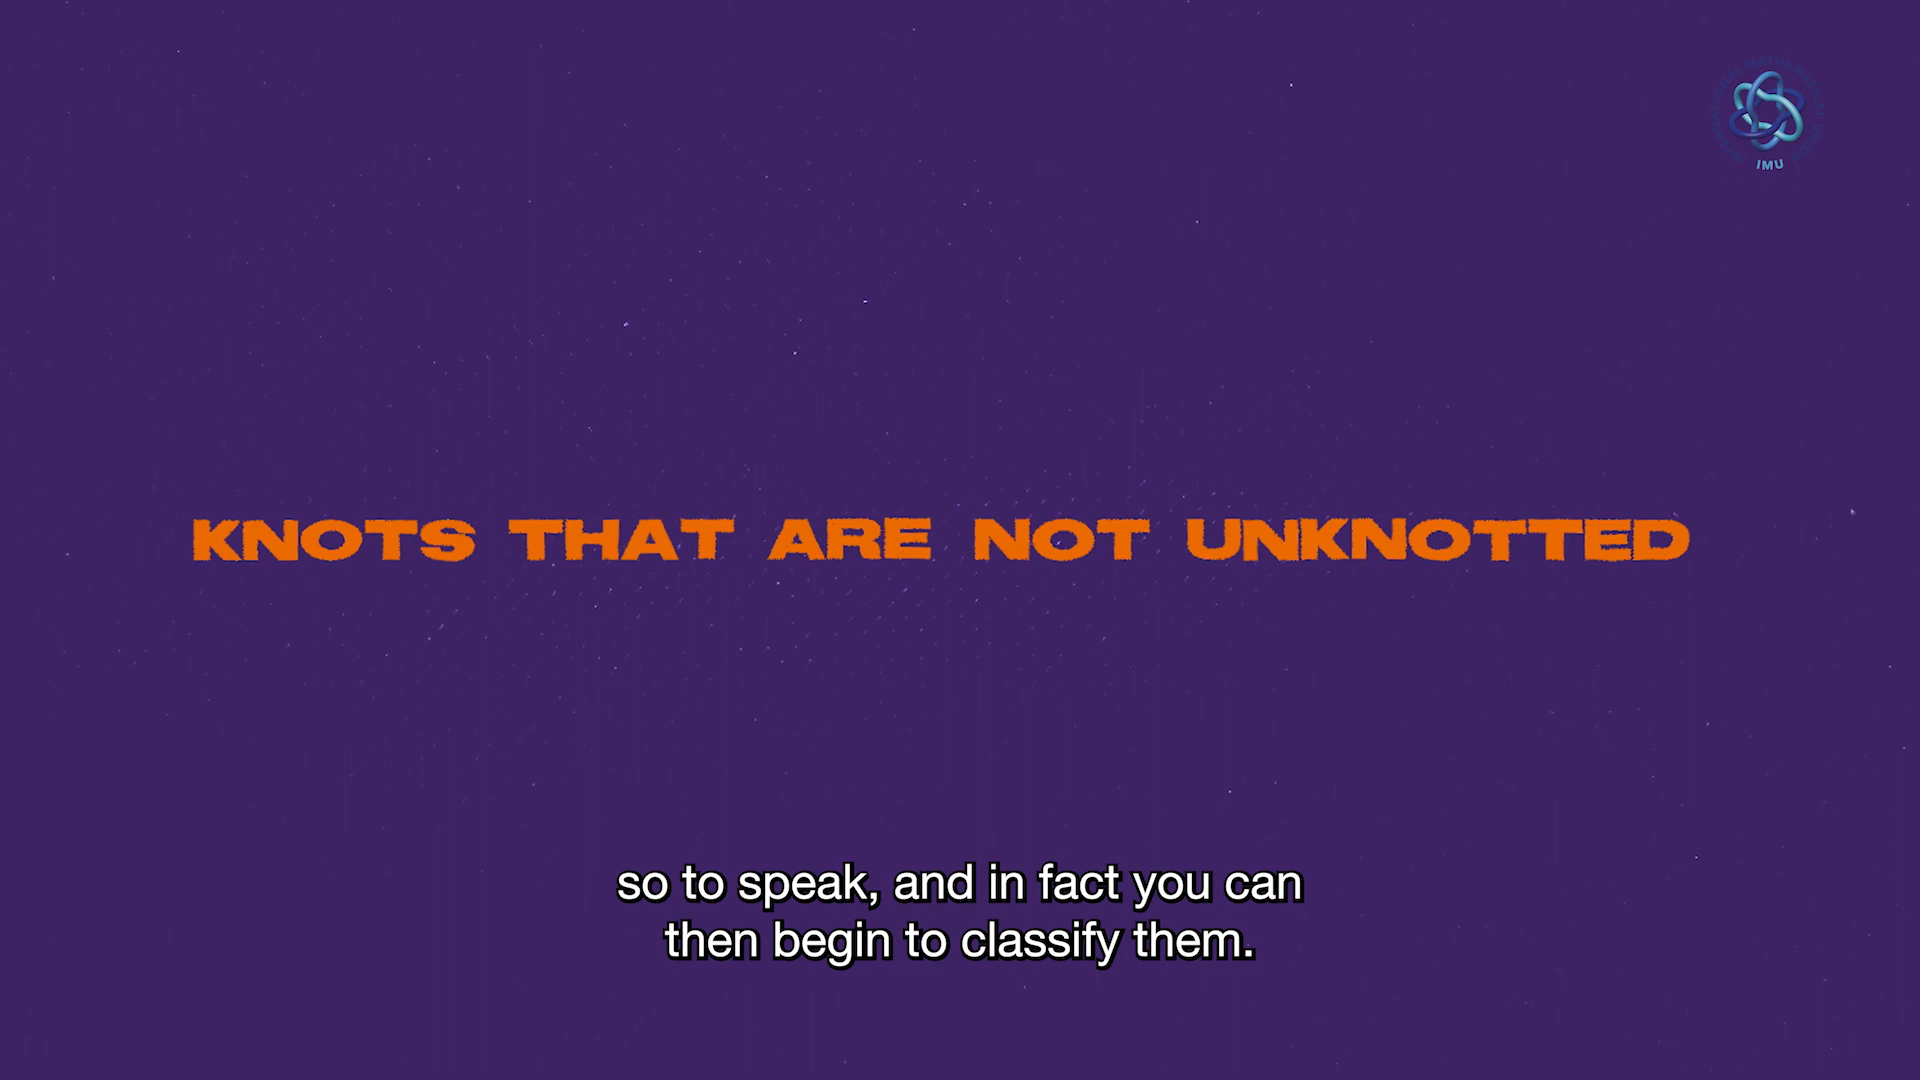 IMU
KNOTS THAT ARE NOT UNKNOTTED
so to speak, and in fact you can
then begin to classify them.